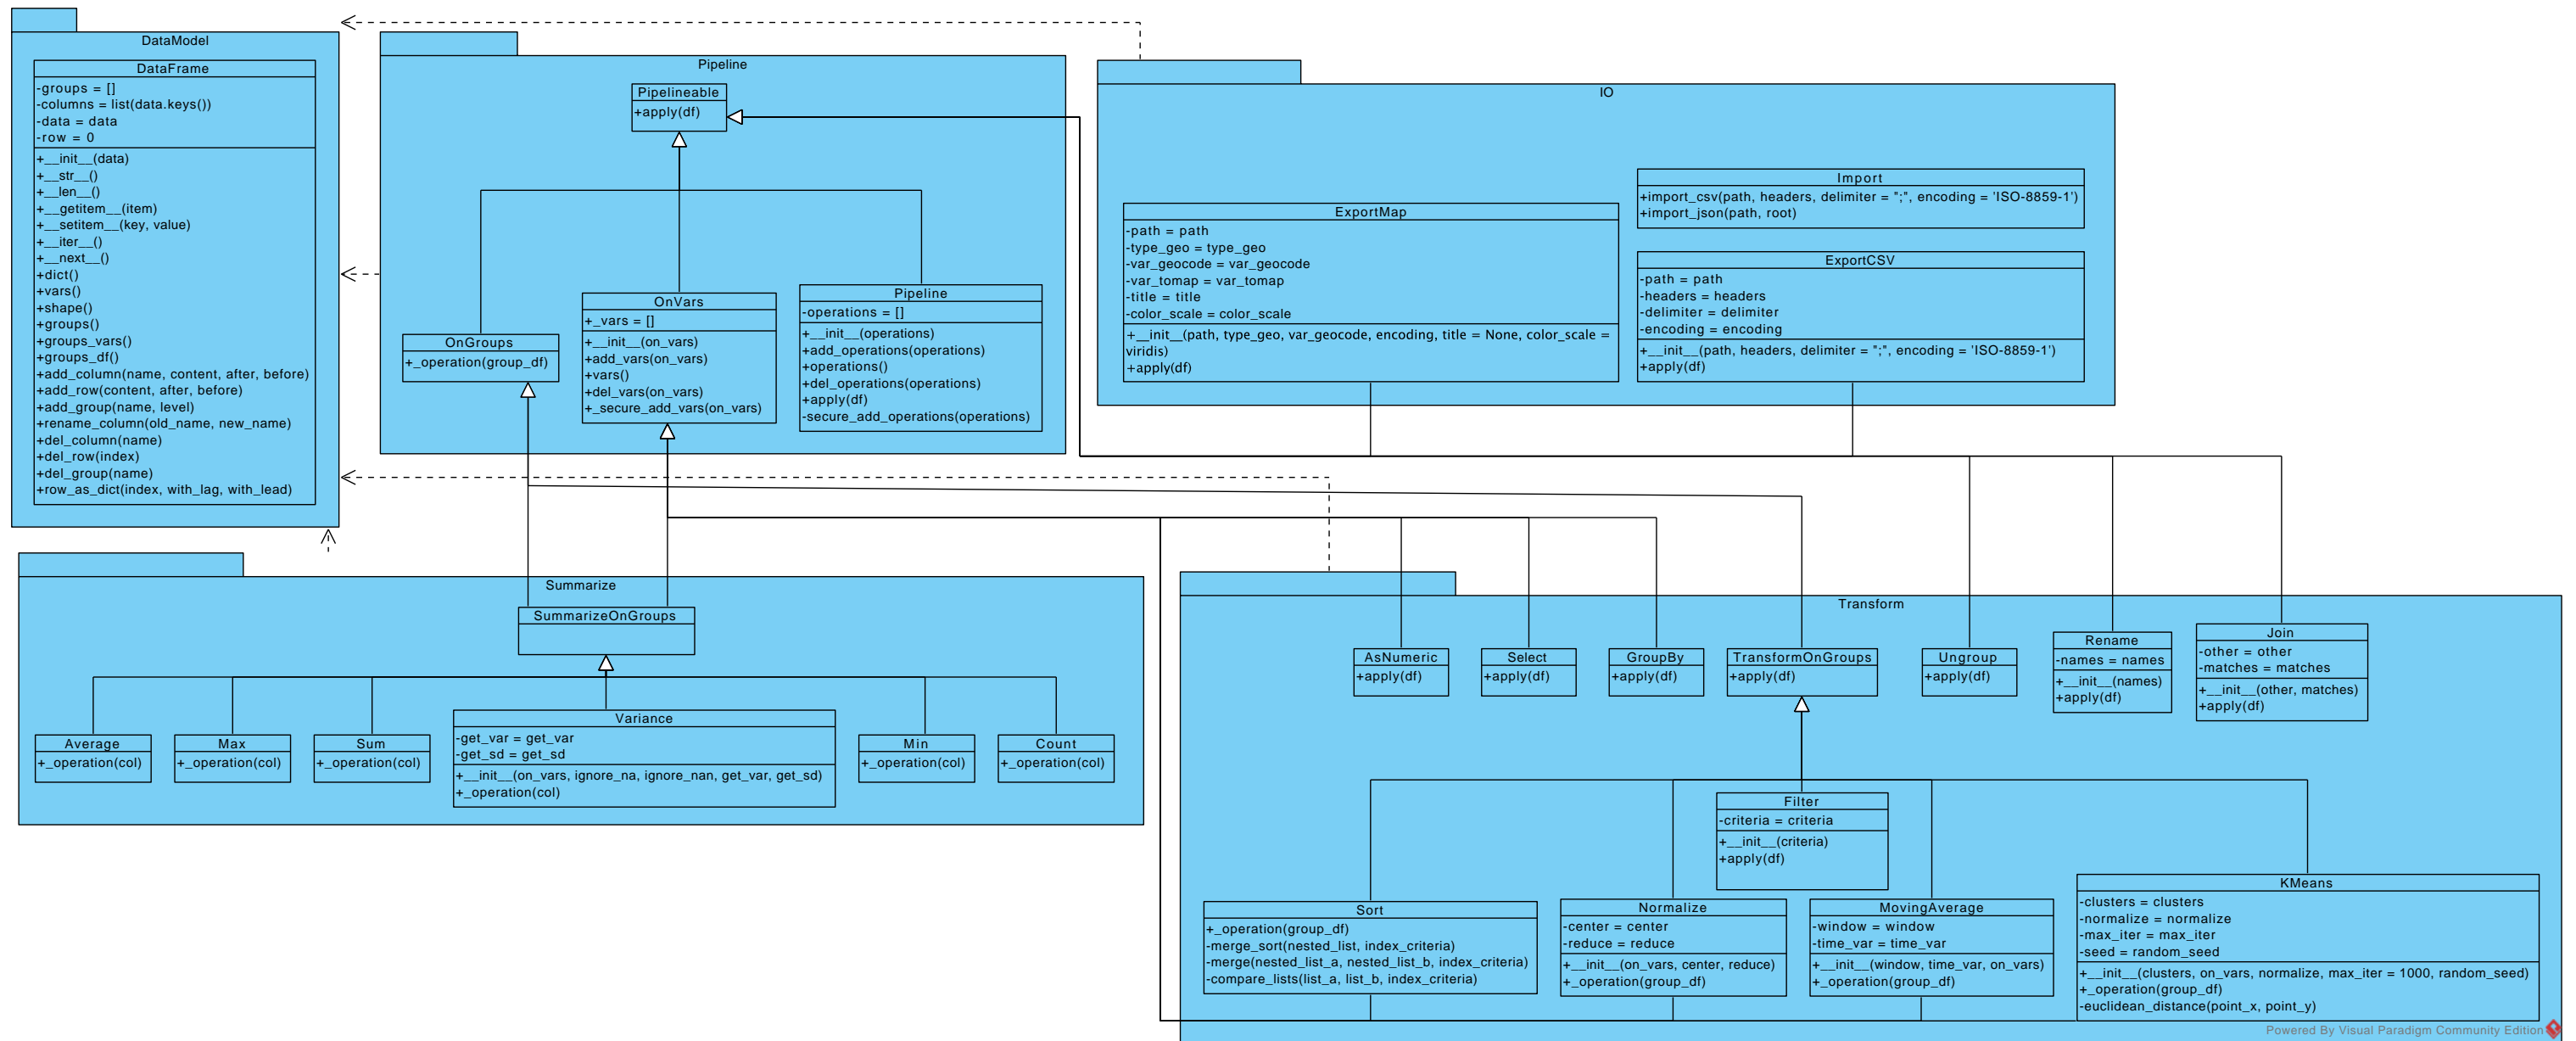 DataModel
DataFrame
-groups = []
-columns = list(data.keys())
-data = data
-row = 0
+__init__(data)
+__str__()
+__len__()
+__getitem__(item)
+__setitem__(key, value)
+__iter__()
+__next__()
+dict()
+vars()
+shape()
+groups()
+groups_vars()
+groups_df()
+add_column(name, content, after, before)
+add_row(content, after, before)
+add_group(name, level)
+rename_column(old_name, new_name)
+del_column(name)
+del_row(index)
+del_group(name)
+row_as_dict(index, with_lag, with_lead)
Pipeline
Pipelineable
+apply(df)
OnGroups
+_operation(group_df)
OnVars
+_vars = []
+__init__(on_vars)
+add_vars(on_vars)
+vars()
+del_vars(on_vars)
+_secure_add_vars(on_vars)
Pipeline
-operations = []
+__init__(operations)
+add_operations(operations)
+operations()
+del_operations(operations)
+apply(df)
-secure_add_operations(operations)
IO
ExportMap
-path = path
-type_geo = type_geo
-var_geocode = var_geocode
-var_tomap = var_tomap
-title = title
-color_scale = color_scale
+__init__(path, type_geo, var_geocode, encoding, title = None, color_scale =
viridis)
+apply(df)
Import
+import_csv(path, headers, delimiter = ";", encoding = 'ISO-8859-1')
+import_json(path, root)
ExportCSV
-path = path
-headers = headers
-delimiter = delimiter
-encoding = encoding
+__init__(path, headers, delimiter = ";", encoding = 'ISO-8859-1')
+apply(df)
Summarize
SummarizeOnGroups
Average
+_operation(col)
Max
+_operation(col)
Sum
+_operation(col)
Variance
-get_var = get_var
-get_sd = get_sd
+__init__(on_vars, ignore_na, ignore_nan, get_var, get_sd)
+_operation(col)
Min
+_operation(col)
Count
+_operation(col)
Transform
AsNumeric
+apply(df)
Select
+apply(df)
GroupBy
+apply(df)
TransformOnGroups
+apply(df)
Ungroup
+apply(df)
Rename
-names = names
+__init__(names)
+apply(df)
Join
-other = other
-matches = matches
+__init__(other, matches)
+apply(df)
Filter
-criteria = criteria
+__init__(criteria)
+apply(df)
Sort
+_operation(group_df)
-merge_sort(nested_list, index_criteria)
-merge(nested_list_a, nested_list_b, index_criteria)
-compare_lists(list_a, list_b, index_criteria)
Normalize
-center = center
-reduce = reduce
+__init__(on_vars, center, reduce)
+_operation(group_df)
MovingAverage
-window = window
-time_var = time_var
+__init__(window, time_var, on_vars)
+_operation(group_df)
KMeans
-clusters = clusters
-normalize = normalize
-max_iter = max_iter
-seed = random_seed
+__init__(clusters, on_vars, normalize, max_iter = 1000, random_seed)
+_operation(group_df)
-euclidean_distance(point_x, point_y)
Powered By Visual Paradigm Community Edition